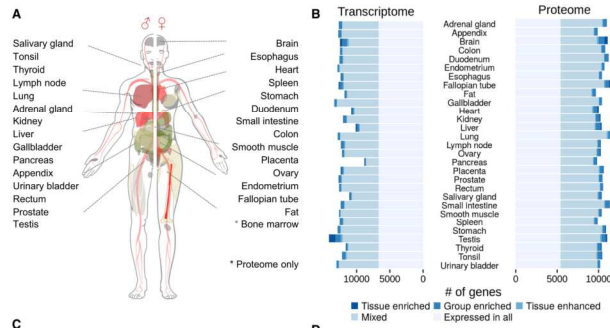 A
♂ ♀
Salivary gland
Tonsil
Thyroid
Lymph node
Lung
Adrenal gland
Kidney
Liver
Gallbladder
Pancreas
Appendix
Urinary bladder
Rectum
Prostate
Testis
Brain
Esophagus
Heart
Spleen
Stomach
Duodenum
Small intestine
Colon
Smooth muscle
Placenta
Ovary
Endometrium
Fallopian tube
Fat
* Bone marrow
* Proteome only
B
Transcriptome
Proteome
Adrenal gland
Appendix
Brain
Colon
Duodenum
Endometrium
Esophagus
Fallopian tube
Fat
Gallbladder
Heart
Kidney
Liver
Lung
Lymph node
Ovary
Pancreas
Placenta
Prostate
Rectum
Salivary gland
Small Intestine
Smooth muscle
Spleen
Stomach
Testis
Thyroid
Tonsil
Urinary bladder
10000 5000 0
0 5000 10000
# of genes
Tissue enriched Group enriched Tissue enhanced
Mixed Expressed in all
C